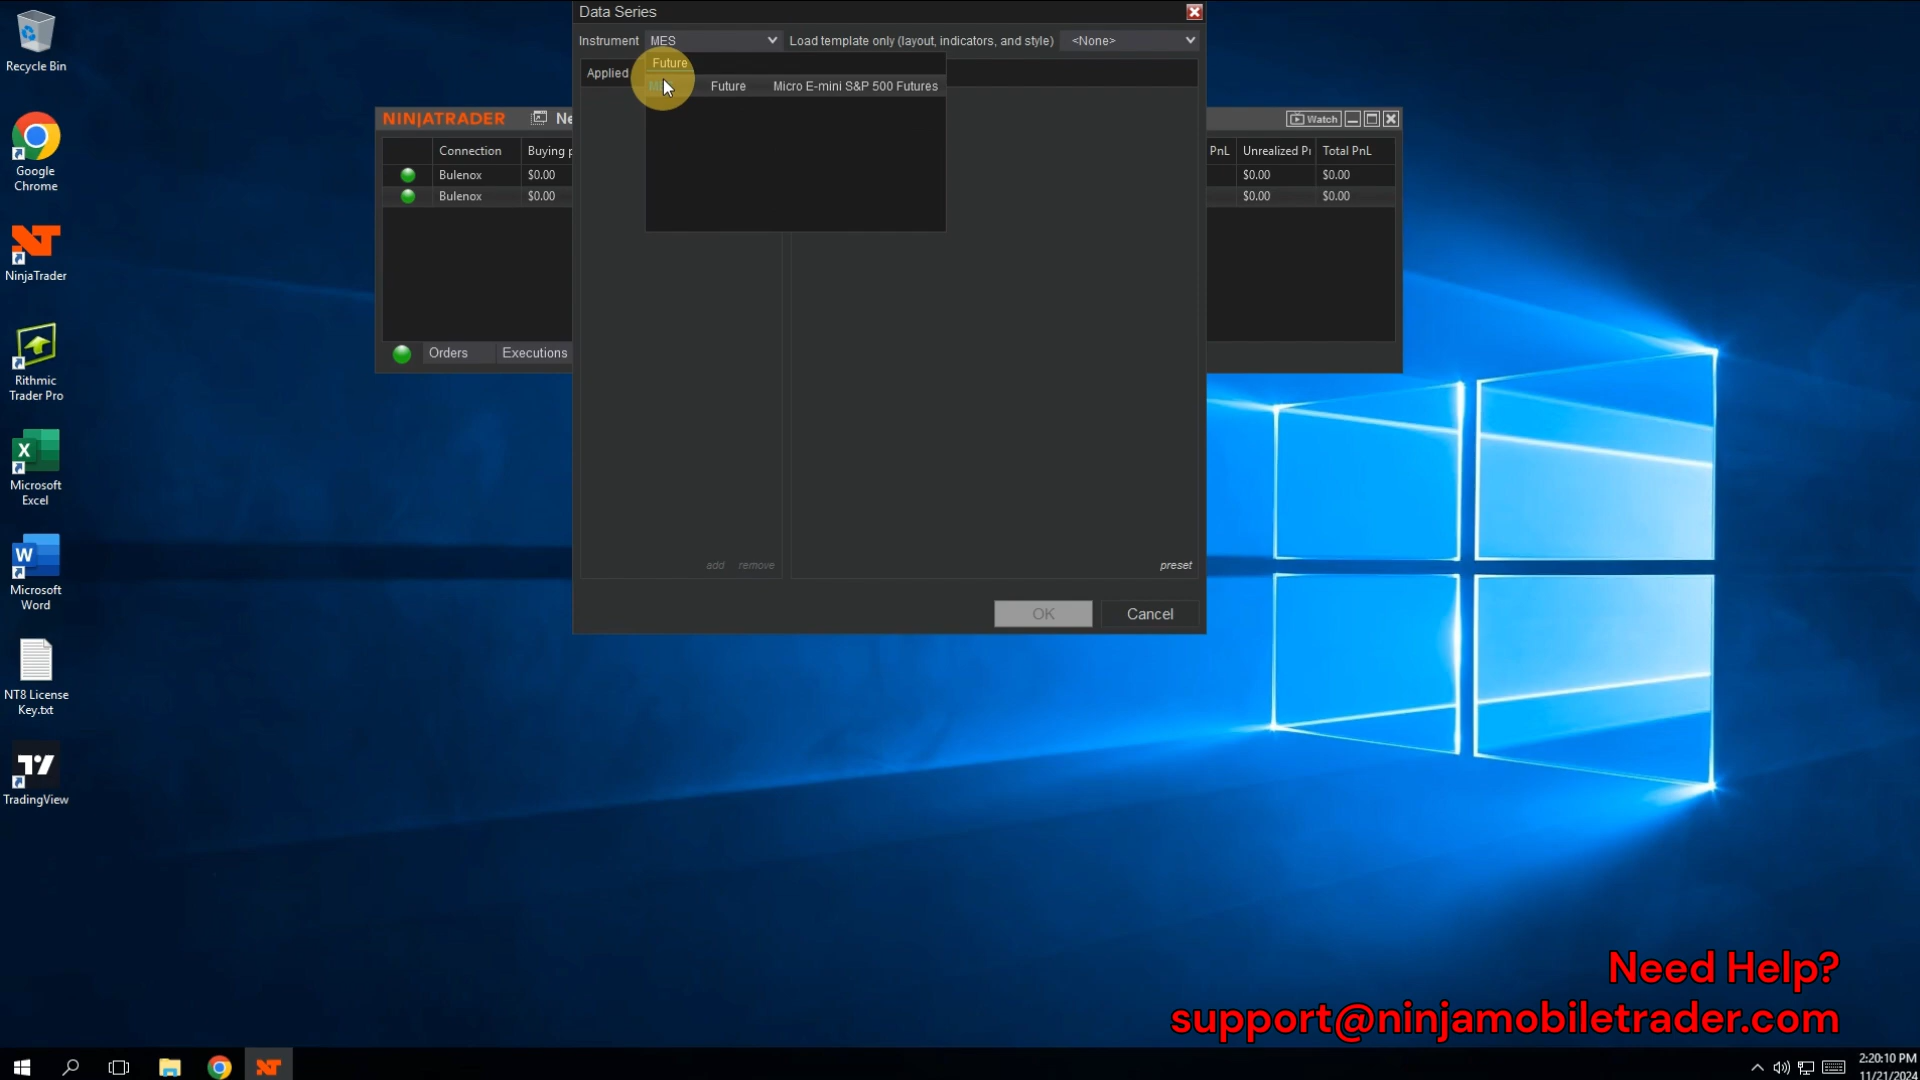 Data Series
Instrument MES Load template only (layout, indicators, and style) <None>
Future
Applied
Future Micro E-mini S&P 500 Futures
NINJATRADER Ne Watch
Connection Buying p PnL Unrealized Pr Total PnL
Bulenox $0.00 $0.00 $0.00
Bulenox $0.00 $0.00 $0.00
Orders Executions
add remove preset
OK Cancel
Recycle Bin
Google
Chrome
NinjaTrader
Rithmic
Trader Pro
Microsoft
Excel
Microsoft
Word
NT8 License
Key.txt
TradingView
Need Help?
support@ninjamobiletrader.com
2:20:10 PM
11/21/2024